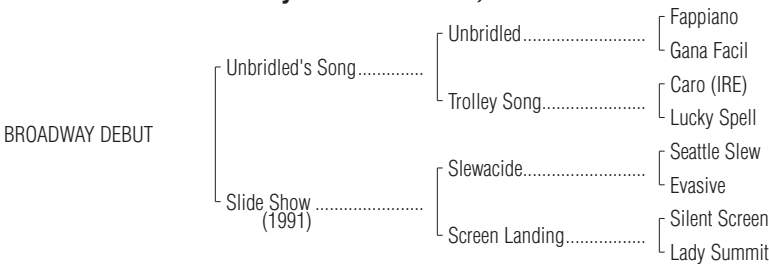 Fappiano
Unbridled..........................
Gana Facil
Unbridled's Song..............
Caro (IRE)
Trolley Song......................
Lucky Spell
BROADWAY DEBUT
Seattle Slew
Slewacide..........................
Evasive
Slide Show .......................
(1991)
Silent Screen
Screen Landing.................
Lady Summit